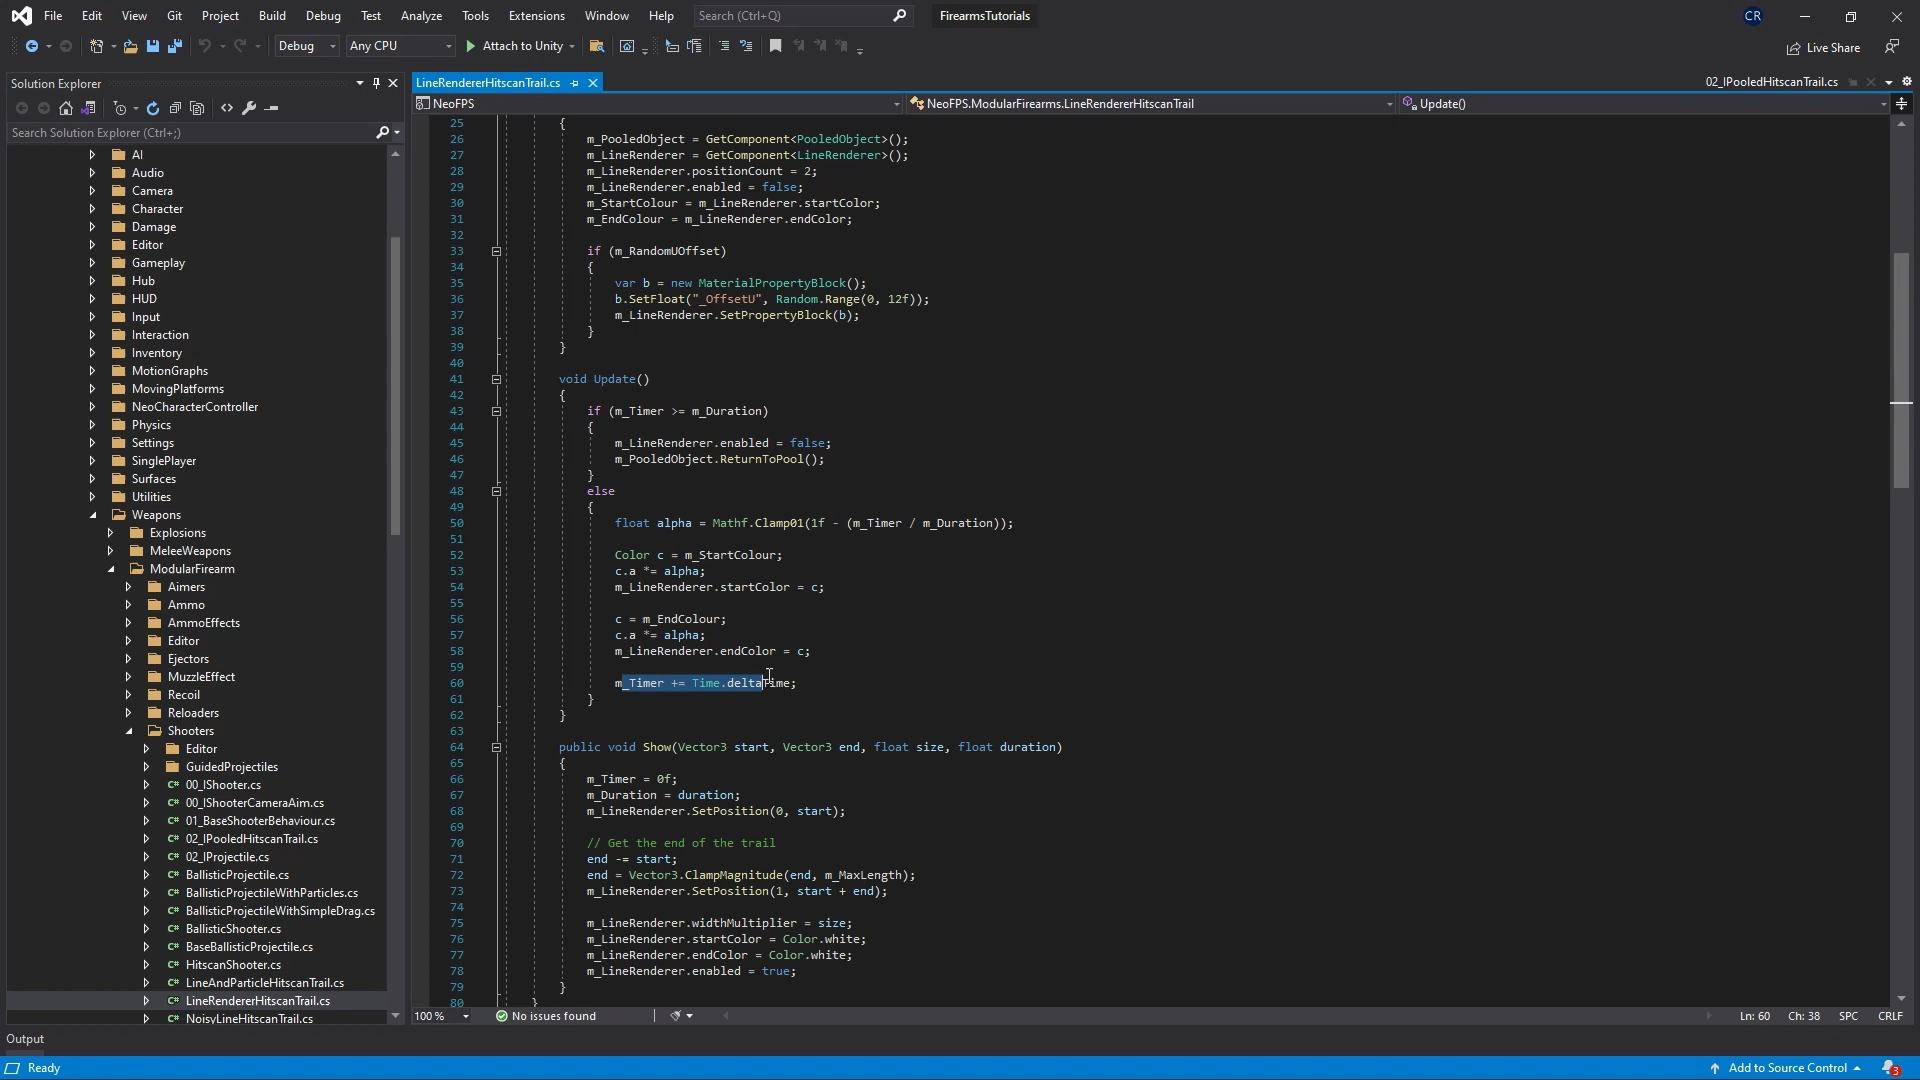 File Edit View Git Project Build Debug Test Analyze Tools Extensions Window Help Search (Ctrl+Q) FirearmsTutorials CR
Debug Any CPU Attach to Unity Live Share
Solution Explorer
Search Solution Explorer (Ctrl+;)
AI
Audio
Camera
Character
Damage
Editor
Gameplay
Hub
HUD
Input
Interaction
Inventory
MotionGraphs
MovingPlatforms
NeoCharacterController
Physics
Settings
SinglePlayer
Surfaces
Utilities
Weapons
Explosions
MeleeWeapons
ModularFirearm
Aimers
Ammo
AmmoEffects
Editor
Ejectors
MuzzleEffect
Recoil
Reloaders
Shooters
Editor
GuidedProjectiles
C# 00_IShooter.cs
C# 00_IShooterCameraAim.cs
C# 01_BaseShooterBehaviour.cs
C# 02_IPooledHitscanTrail.cs
C# 02_IProjectile.cs
C# BallisticProjectile.cs
C# BallisticProjectileWithParticles.cs
C# BallisticProjectileWithSimpleDrag.cs
C# BallisticShooter.cs
C# BaseBallisticProjectile.cs
C# HitscanShooter.cs
C# LineAndParticleHitscanTrail.cs
C# LineRendererHitscanTrail.cs
C# NoisyLineHitscanTrail.cs
LineRendererHitscanTrail.cs 02_IPooledHitscanTrail.cs
NeoFPS NeoFPS.ModularFirearms.LineRendererHitscanTrail Update()
25 {
26 m_PooledObject = GetComponent<PooledObject>();
27 m_LineRenderer = GetComponent<LineRenderer>();
28 m_LineRenderer.positionCount = 2;
29 m_LineRenderer.enabled = false;
30 m_StartColour = m_LineRenderer.startColor;
31 m_EndColour = m_LineRenderer.endColor;
32
33 if (m_RandomUOffset)
34 {
35 var b = new MaterialPropertyBlock();
36 b.SetFloat("_OffsetU", Random.Range(0, 12f));
37 m_LineRenderer.SetPropertyBlock(b);
38 }
39 }
40
41 void Update()
42 {
43 if (m_Timer >= m_Duration)
44 {
45 m_LineRenderer.enabled = false;
46 m_PooledObject.ReturnToPool();
47 }
48 else
49 {
50 float alpha = Mathf.Clamp01(1f - (m_Timer / m_Duration));
51
52 Color c = m_StartColour;
53 c.a *= alpha;
54 m_LineRenderer.startColor = c;
55
56 c = m_EndColour;
57 c.a *= alpha;
58 m_LineRenderer.endColor = c;
59
60 m_Timer += Time.deltaTime;
61 }
62 }
63
64 public void Show(Vector3 start, Vector3 end, float size, float duration)
65 {
66 m_Timer = 0f;
67 m_Duration = duration;
68 m_LineRenderer.SetPosition(0, start);
69
70 // Get the end of the trail
71 end -= start;
72 end = Vector3.ClampMagnitude(end, m_MaxLength);
73 m_LineRenderer.SetPosition(1, start + end);
74
75 m_LineRenderer.widthMultiplier = size;
76 m_LineRenderer.startColor = Color.white;
77 m_LineRenderer.endColor = Color.white;
78 m_LineRenderer.enabled = true;
79 }
80 }
100 % No issues found Ln: 60 Ch: 38 SPC CRLF
Output
Ready Add to Source Control 3